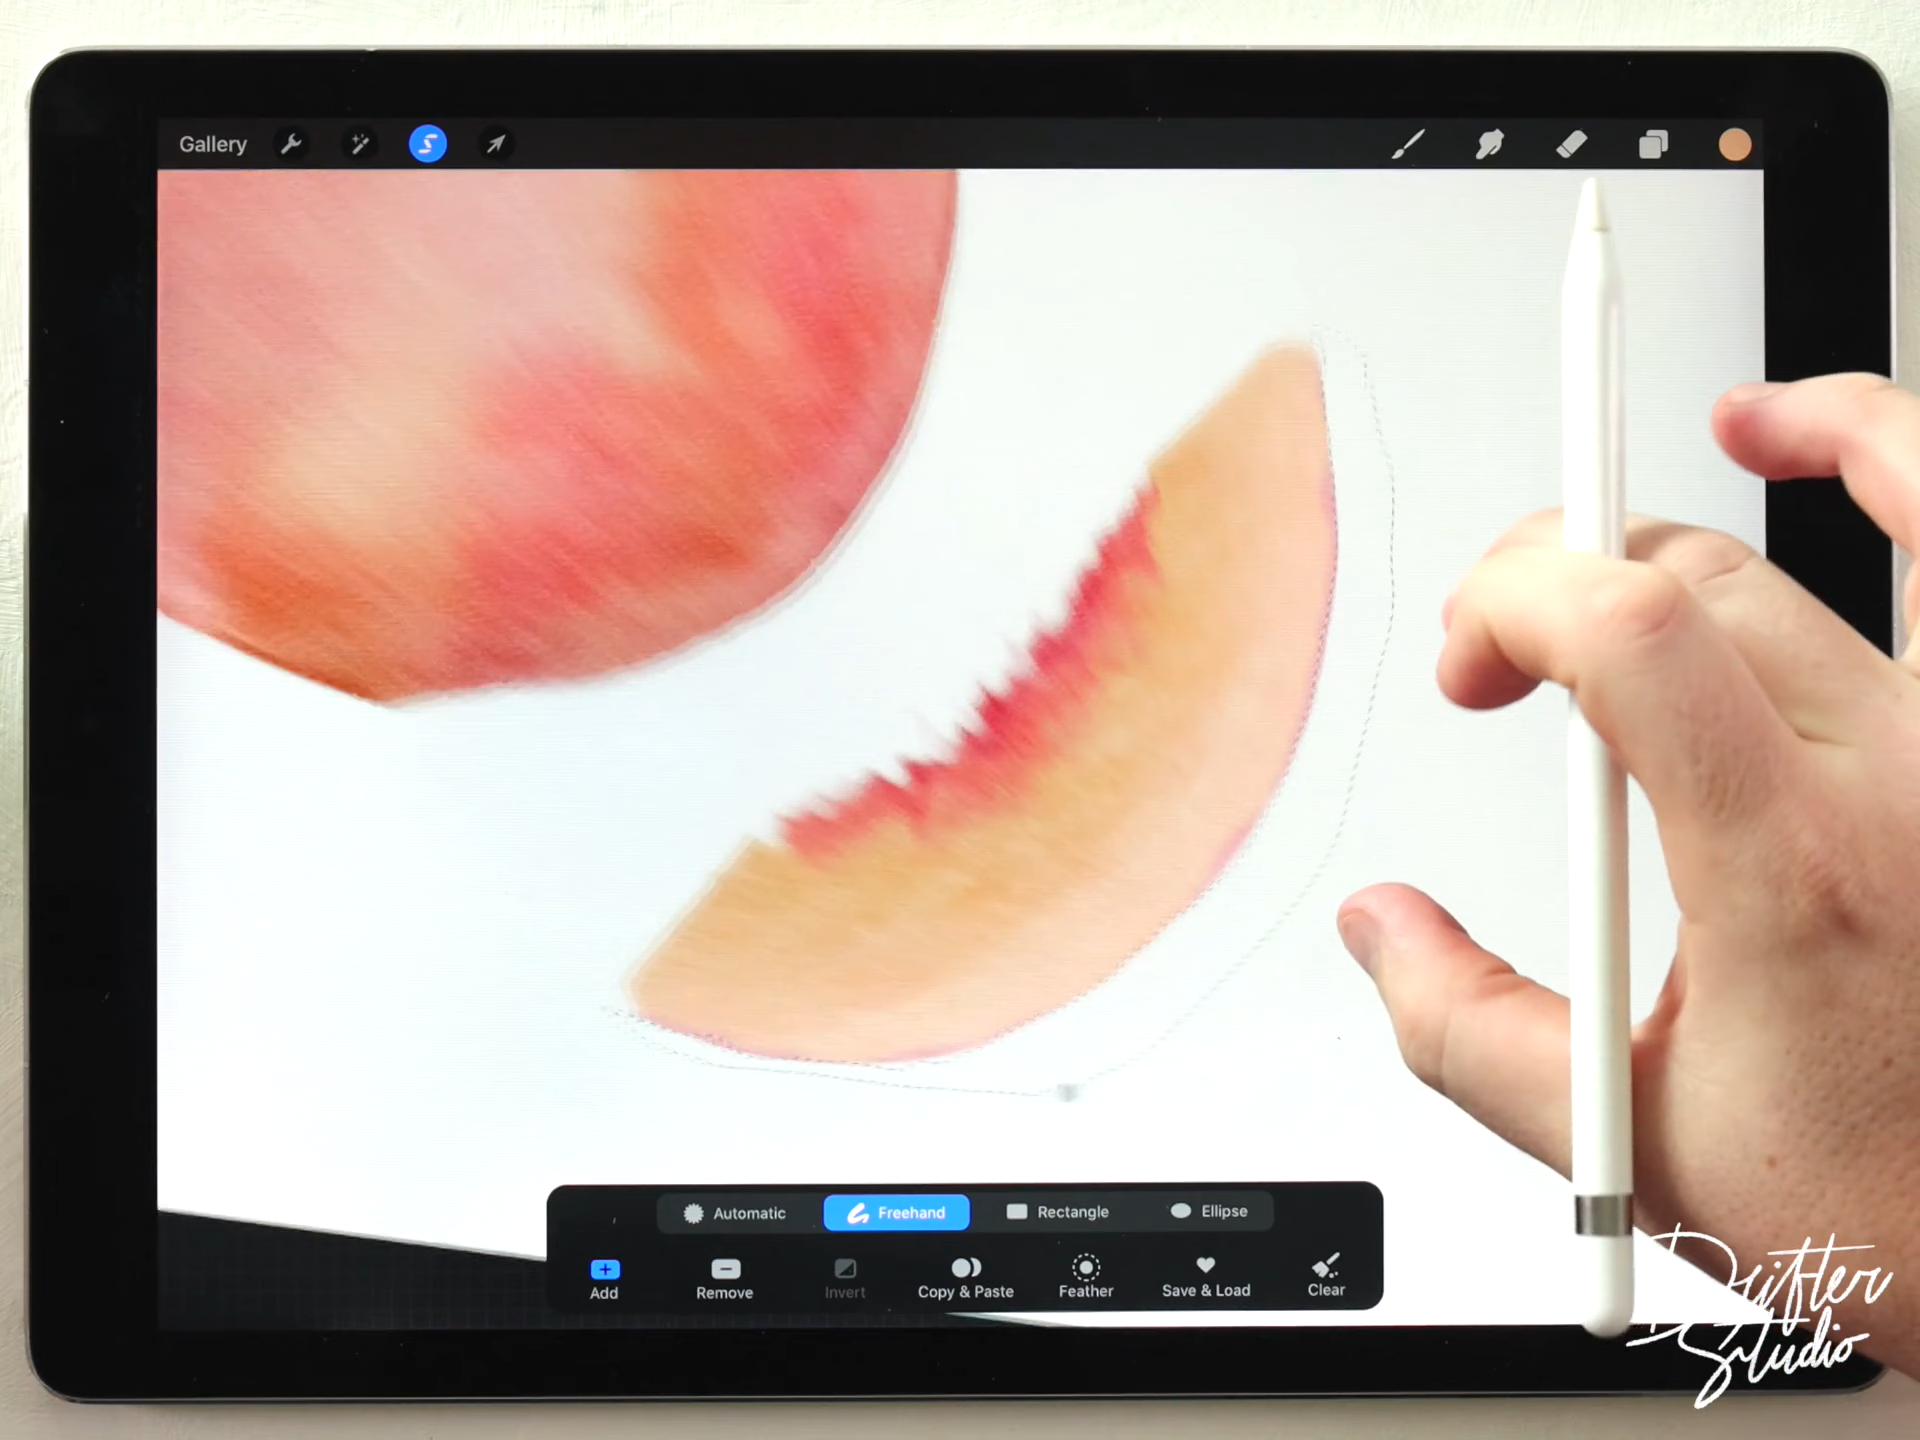 Gallery
Automatic
Freehand
Rectangle
Ellipse
Add
Remove
Invert
Copy & Paste
Feather
Save & Load
Clear
Drifter
Studio